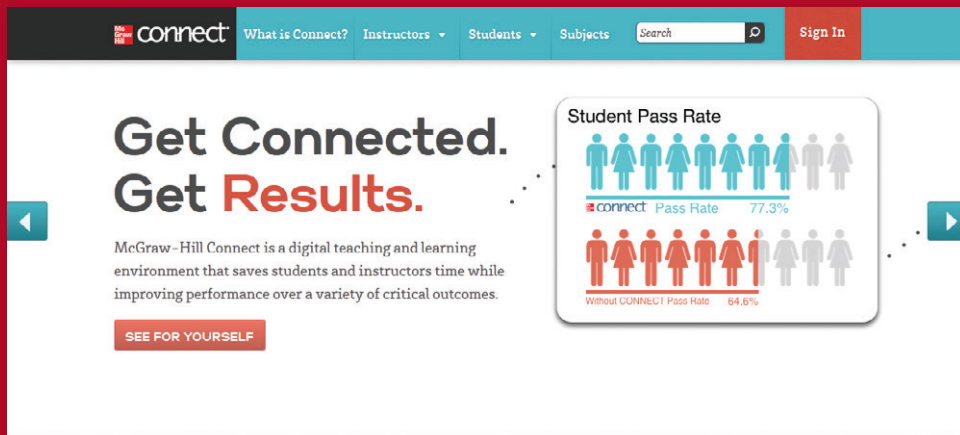 Mc Graw Hill connect What is Connect? Instructors Students Subjects Search Sign In
Get Connected.
Get Results.
McGraw-Hill Connect is a digital teaching and learning
environment that saves students and instructors time while
improving performance over a variety of critical outcomes.
SEE FOR YOURSELF
Student Pass Rate
connect Pass Rate 77.3%
Without CONNECT Pass Rate 64.6%